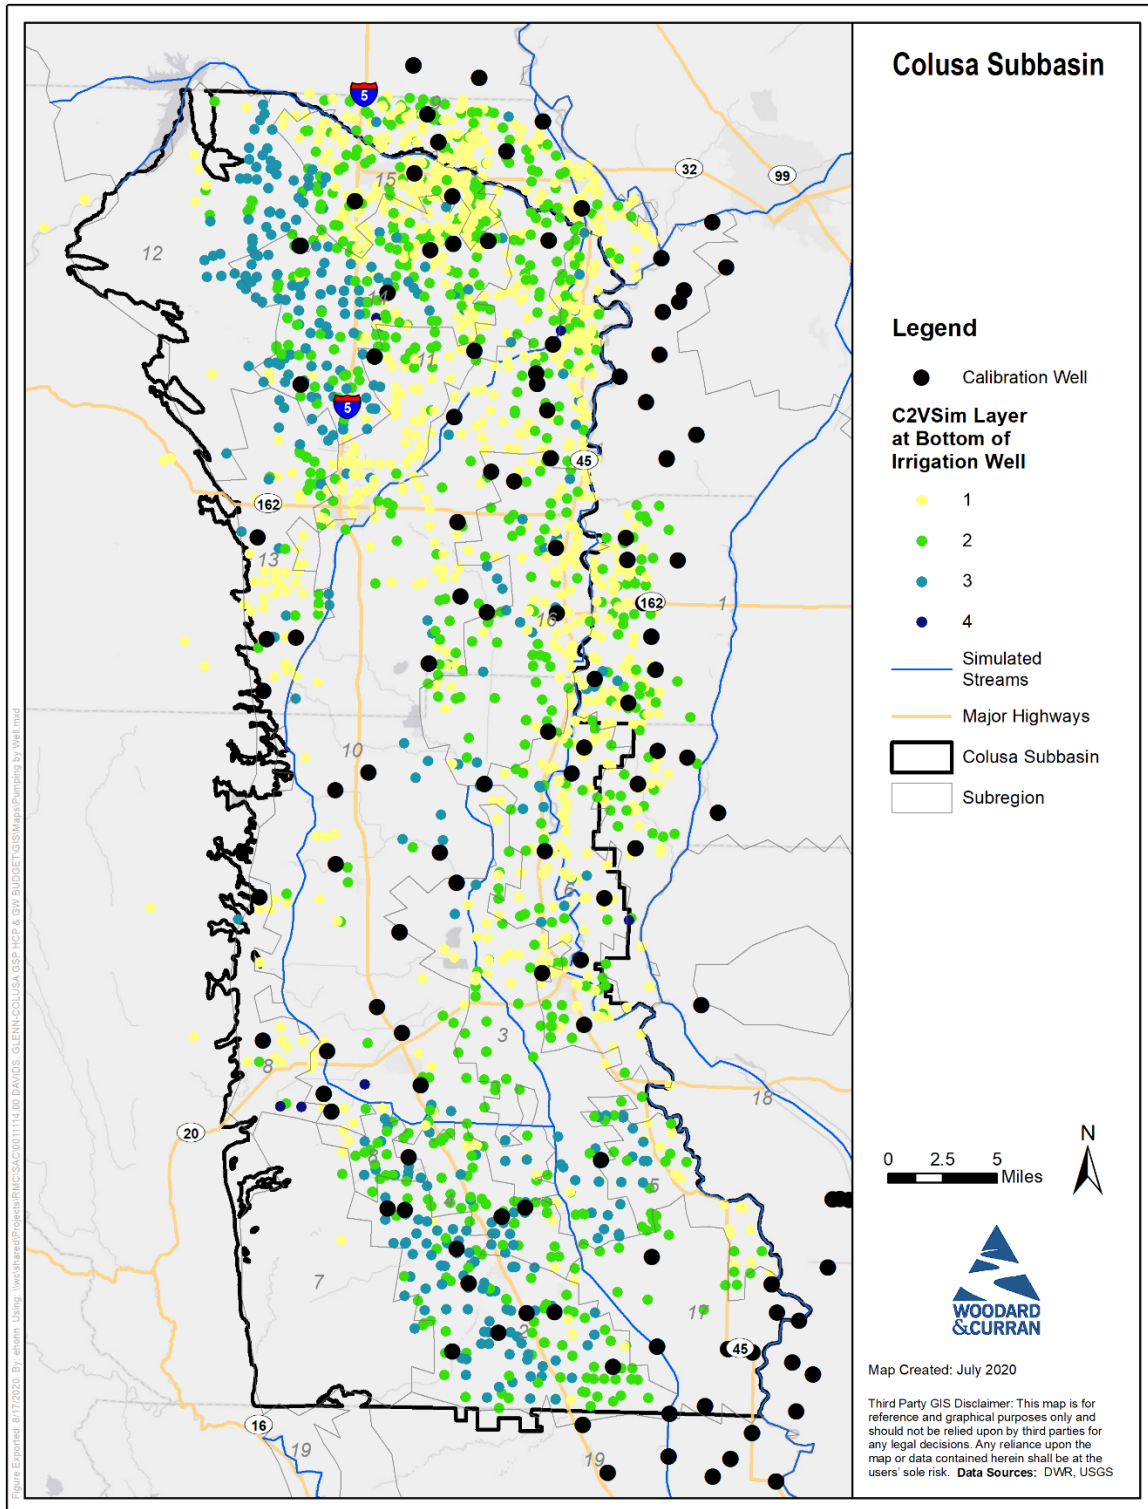 Colusa Subbasin
Legend
Calibration Well
C2VSim Layer
at Bottom of
Irrigation Well
1
2
3
4
Simulated
Streams
Major Highways
Colusa Subbasin
Subregion
0 2.5 5
Miles
N
WOODARD
&CURRAN
Map Created: July 2020
Third Party GIS Disclaimer: This map is for
reference and graphical purposes only and
should not be relied upon by third parties for
any legal decisions. Any reliance upon the
map or data contained herein shall be at the
users' sole risk. Data Sources: DWR, USGS
5
32
99
15
12
11
5
45
162
13
162
1
16
10
6
3
8
18
20
8
4
5
7
17
2
45
16
19
19